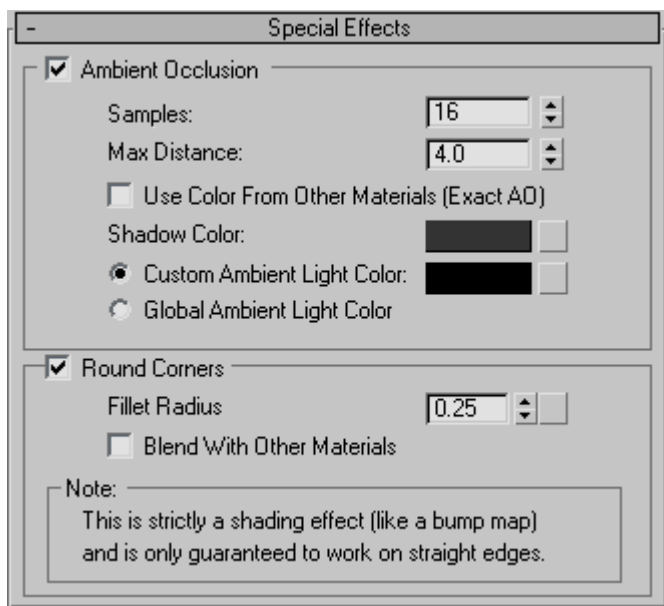 - Special Effects
Ambient Occlusion
Samples: 16
Max Distance: 4.0
Use Color From Other Materials (Exact AO)
Shadow Color:
Custom Ambient Light Color:
Global Ambient Light Color
Round Corners
Fillet Radius 0.25
Blend With Other Materials
Note:
This is strictly a shading effect (like a bump map)
and is only guaranteed to work on straight edges.